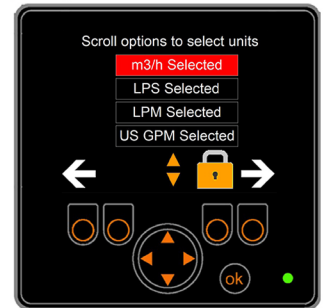 Scroll options to select units
m3/h Selected
LPS Selected
LPM Selected
US GPM Selected
ok